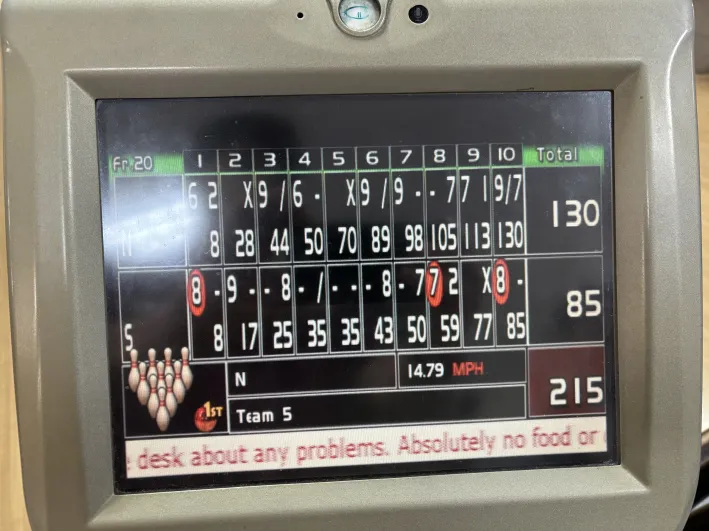 Fr.20 1 2 3 4 5 6 7 8 9 10 Total
6 2 X 9 / 6 - X 9 / 9 - - 7 7 1 9/7
N 8 28 44 50 70 89 98 105 113 130 130
8 - 9 - - 8 - / - - - 8 - 7 7 2 X 8 -
S 8 17 25 35 35 43 50 59 77 85 85
N 14.79 MPH 215
1ST Team 5
desk about any problems. Absolutely no food or